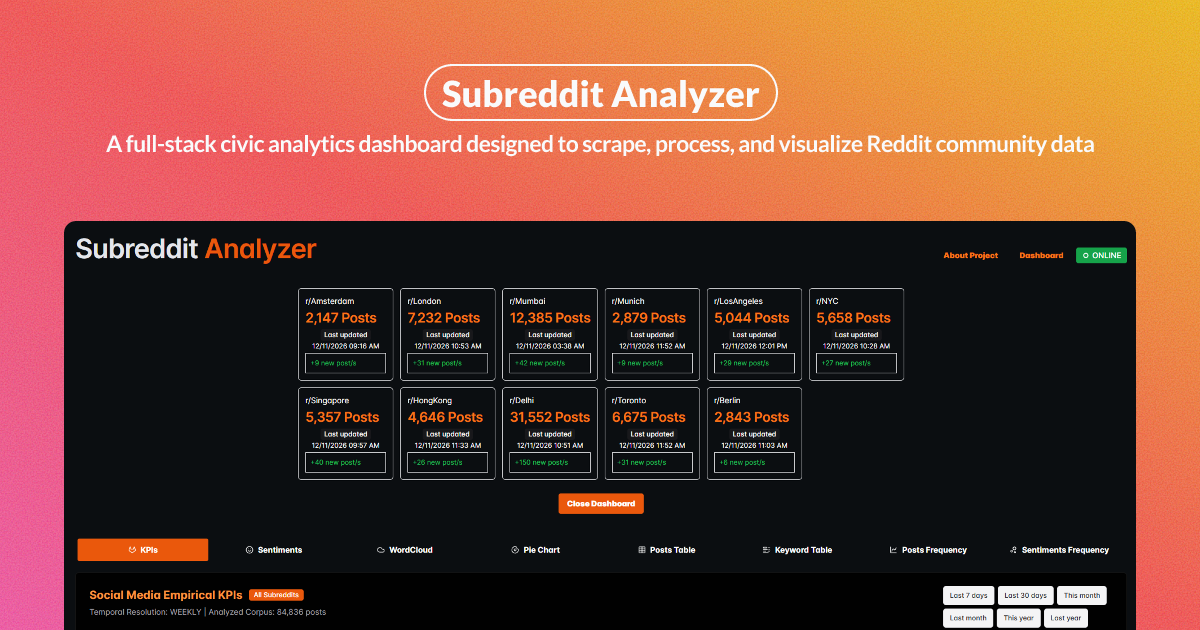 Subreddit Analyzer
A full-stack civic analytics dashboard designed to scrape, process, and visualize Reddit community data
Subreddit Analyzer
About Project
Dashboard
ONLINE
r/Amsterdam
2,147 Posts
Last updated
12/11/2026 09:16 AM
+9 new post/s
r/London
7,232 Posts
Last updated
12/11/2026 10:53 AM
+31 new post/s
r/Mumbai
12,385 Posts
Last updated
12/11/2026 03:38 AM
+42 new post/s
r/Munich
2,879 Posts
Last updated
12/11/2026 11:52 AM
+9 new post/s
r/LosAngeles
5,044 Posts
Last updated
12/11/2026 12:01 PM
+29 new post/s
r/NYC
5,658 Posts
Last updated
12/11/2026 10:28 AM
+27 new post/s
r/Singapore
5,357 Posts
Last updated
12/11/2026 09:57 AM
+40 new post/s
r/HongKong
4,646 Posts
Last updated
12/11/2026 11:33 AM
+26 new post/s
r/Delhi
31,552 Posts
Last updated
12/11/2026 10:51 AM
+150 new post/s
r/Toronto
6,675 Posts
Last updated
12/11/2026 11:52 AM
+31 new post/s
r/Berlin
2,843 Posts
Last updated
12/11/2026 11:03 AM
+6 new post/s
Close Dashboard
KPIs
Sentiments
WordCloud
Pie Chart
Posts Table
Keyword Table
Posts Frequency
Sentiments Frequency
Social Media Empirical KPIs
All Subreddits
Temporal Resolution: WEEKLY | Analyzed Corpus: 84,836 posts
Last 7 days
Last 30 days
This month
Last month
This year
Last year